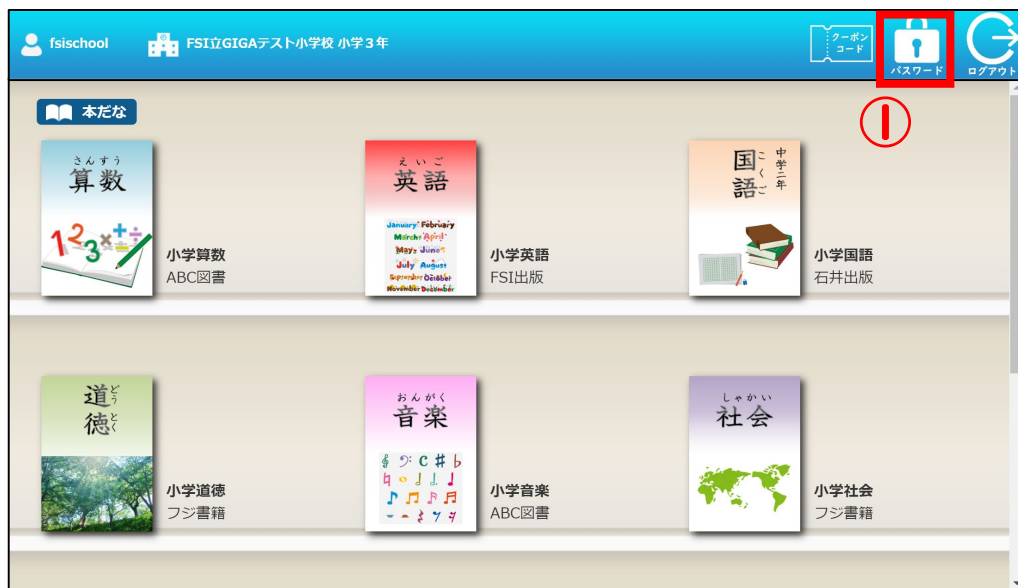 fsischool
FSI立GIGAテスト小学校 小学3年
クーポン
コード
パスワード
ログアウト
①
本だな
さんすう
算数
123×÷
小学算数
ABC図書
えいご
英語
January February
March April
May June
July August
September October
November December
小学英語
FSI出版
中学二年
国語
こくご
小学国語
石井出版
道徳
どうとく
小学道徳
フジ書籍
おんがく
音楽
小学音楽
ABC図書
しゃかい
社会
小学社会
フジ書籍